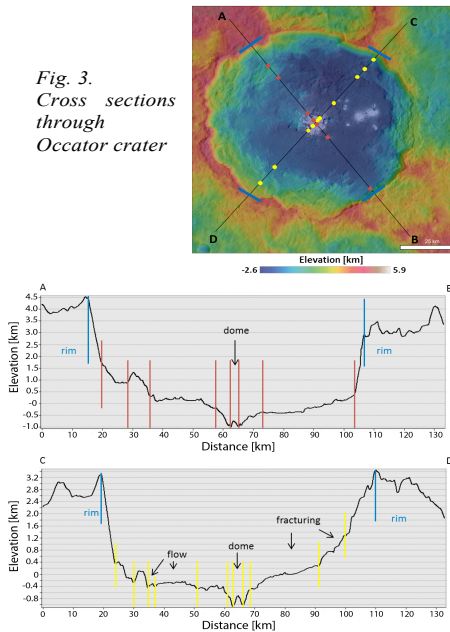 Fig. 3.
Cross sections
through
Occator crater
A
C
D
B
25 km
Elevation [km]
-2.6
5.9
A
B
Elevation [km]
4.5
4.0
3.5
3.0
2.5
2.0
1.5
1.0
0.5
-0
-0.5
-1.0
rim
dome
rim
0 10 20 30 40 50 60 70 80 90 100 110 120 130
Distance [km]
C
D
Elevation [km]
3.2
2.8
2.4
2.0
1.6
1.2
0.8
0.4
0
-0.4
-0.8
rim
flow
dome
fracturing
rim
0 10 20 30 40 50 60 70 80 90 100 110 120 130
Distance [km]